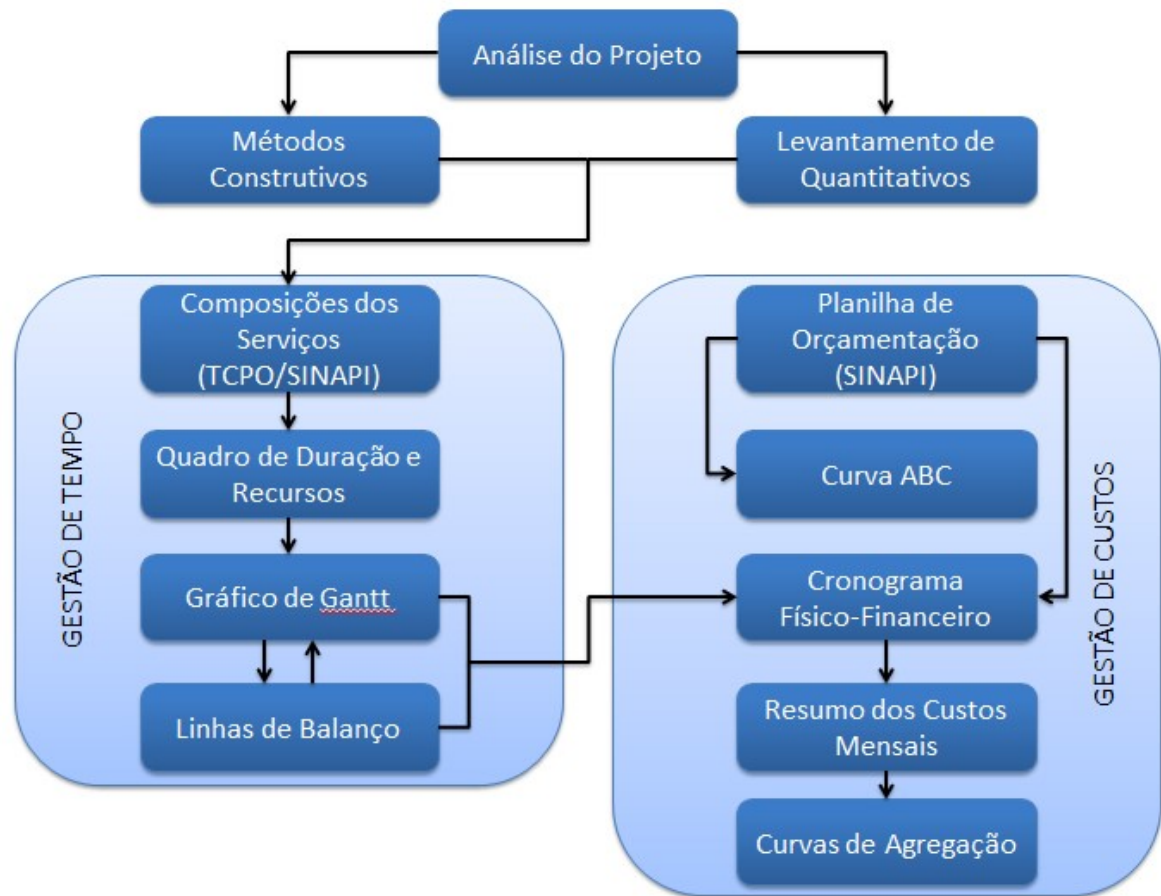 Análise do Projeto
Métodos
Construtivos
Levantamento de
Quantitativos
GESTÃO DE TEMPO
Composições dos
Serviços
(TCPO/SINAPI)
Quadro de Duração e
Recursos
Gráfico de Gantt
Linhas de Balanço
Planilha de
Orçamentação
(SINAPI)
Curva ABC
Cronograma
Físico-Financeiro
Resumo dos Custos
Mensais
Curvas de Agregação
GESTÃO DE CUSTOS